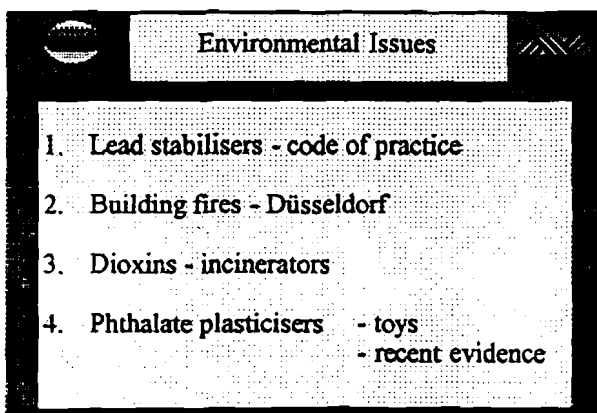 Environmental Issues
1. Lead stabilisers - code of practice
2. Building fires - Düsseldorf
3. Dioxins - incinerators
4. Phthalate plasticisers - toys
- recent evidence